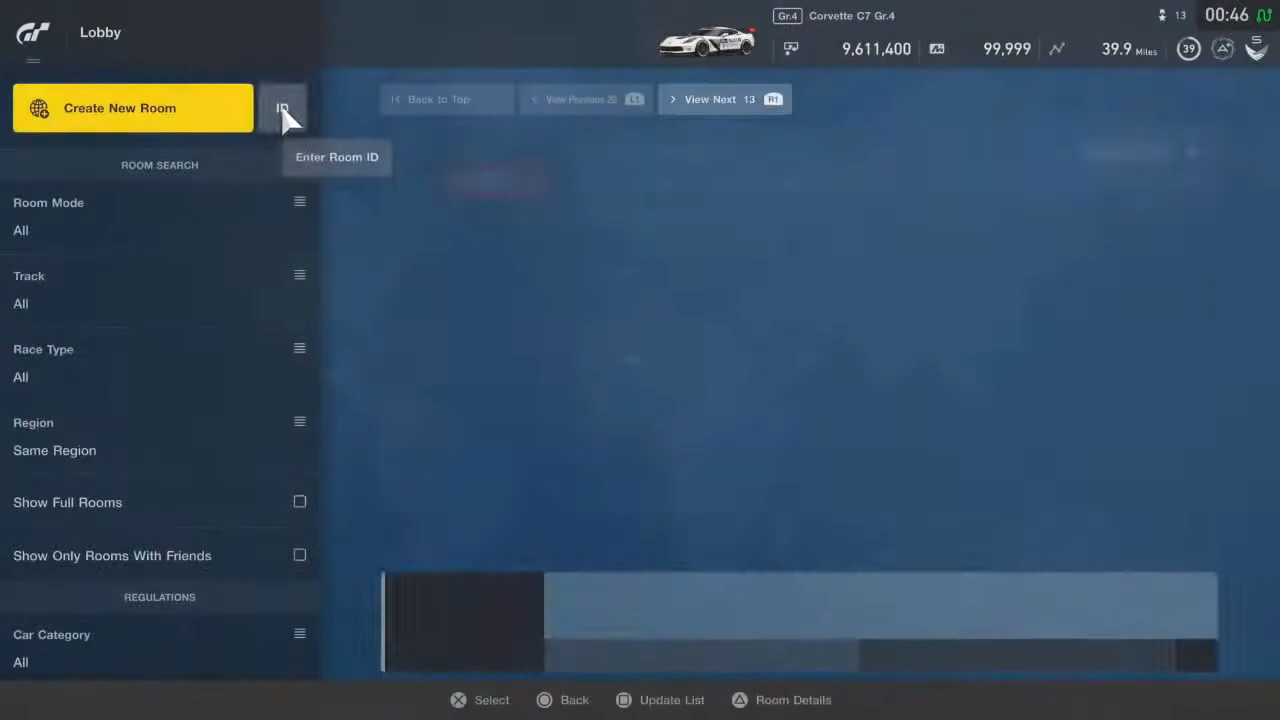 Lobby
Gr.4 Corvette C7 Gr.4
13 00:46
9,611,400 99,999 39.9 Miles 39 A+ S
Create New Room ID
Back to Top View Previous 20 L1 View Next 13 R1
Enter Room ID
ROOM SEARCH
Room Mode
All
Track
All
Race Type
All
Region
Same Region
Show Full Rooms
Show Only Rooms With Friends
REGULATIONS
Car Category
All
Select Back Update List Room Details